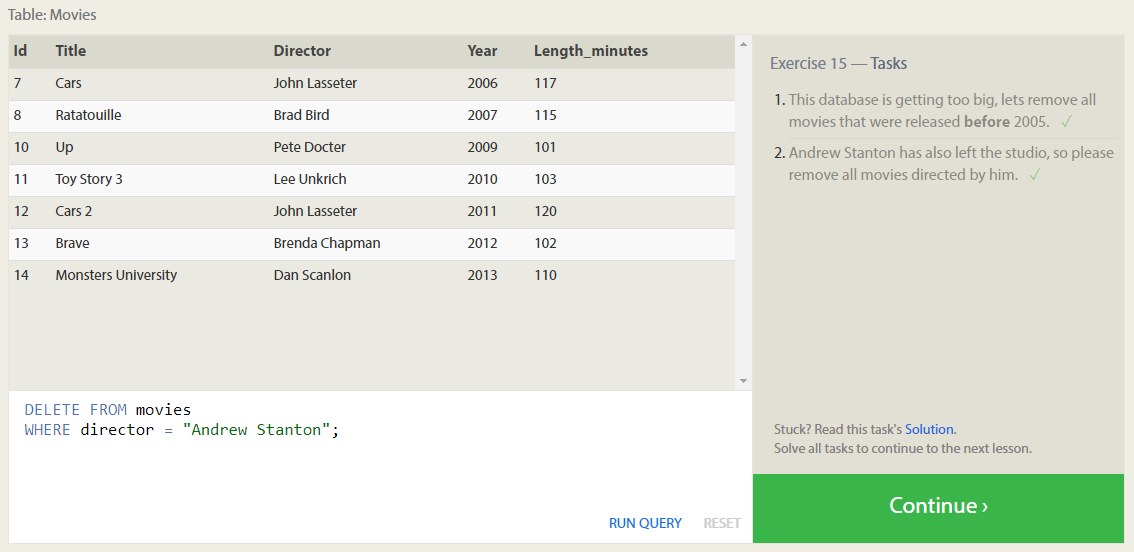 Table: Movies
Id Title Director Year Length_minutes
7 Cars John Lasseter 2006 117
8 Ratatouille Brad Bird 2007 115
10 Up Pete Docter 2009 101
11 Toy Story 3 Lee Unkrich 2010 103
12 Cars 2 John Lasseter 2011 120
13 Brave Brenda Chapman 2012 102
14 Monsters University Dan Scanlon 2013 110
DELETE FROM movies
WHERE director = "Andrew Stanton";
RUN QUERY RESET
Exercise 15 — Tasks
1. This database is getting too big, lets remove all
movies that were released before 2005. ✓
2. Andrew Stanton has also left the studio, so please
remove all movies directed by him. ✓
Stuck? Read this task's Solution.
Solve all tasks to continue to the next lesson.
Continue ›